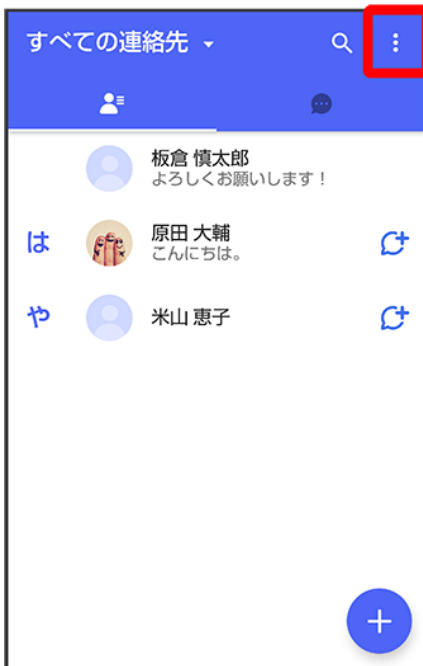 すべての連絡先
板倉 慎太郎
よろしくお願いします！
は
原田 大輔
こんにちは。
や
米山 恵子